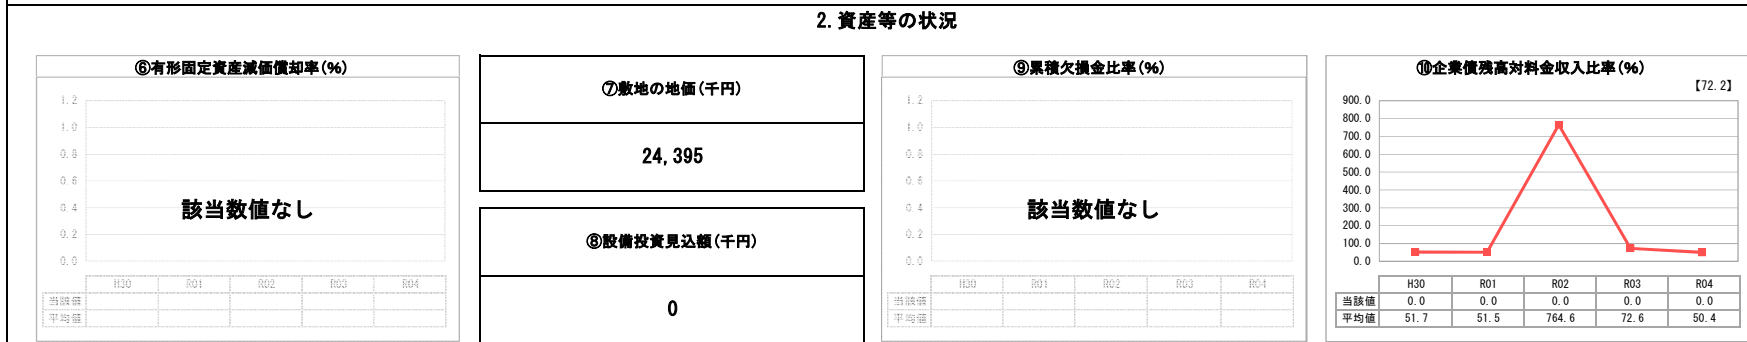 2. 資産等の状況
⑥有形固定資産減価償却率(%)
1.2
1.0
0.8
0.6
0.4
0.2
0.0
該当数値なし
H30 R01 R02 R03 R04
当該値
平均値
⑦敷地の地価(千円)
24,395
⑧設備投資見込額(千円)
0
⑨累積欠損金比率(%)
1.2
1.0
0.8
0.6
0.4
0.2
0.0
該当数値なし
H30 R01 R02 R03 R04
当該値
平均値
⑩企業債残高対料金収入比率(%)
【72.2】
900.0
800.0
700.0
600.0
500.0
400.0
300.0
200.0
100.0
0.0
H30 R01 R02 R03 R04
当該値 0.0 0.0 0.0 0.0 0.0
平均値 51.7 51.5 764.6 72.6 50.4